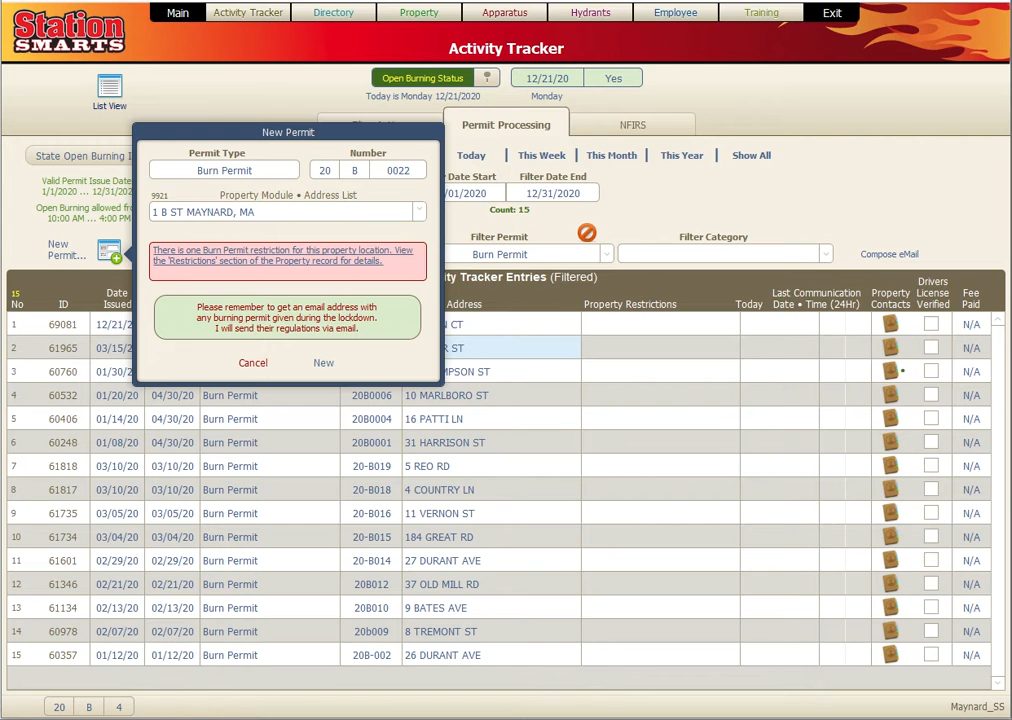 Station
SMARTS
Main
Activity Tracker
Directory
Property
Apparatus
Hydrants
Employee
Training
Exit
Activity Tracker
List View
Open Burning Status
12/21/20
Yes
Today is Monday 12/21/2020
Monday
Permit Processing
NFIRS
State Open Burning
Today | This Week | This Month | This Year | Show All
Valid Permit Issue Date
1/1/2020 ... 12/31/202
Open Burning allowed fro
10:00 AM ... 4:00 PM
Date Start
Filter Date End
/01/2020
12/31/2020
Count: 15
New
Permit...
Filter Permit
Filter Category
Burn Permit
Compose eMail
New Permit
Permit Type
Number
Burn Permit
20
B
0022
9921
Property Module • Address List
1 B ST MAYNARD, MA
There is one Burn Permit restriction for this property location. View
the 'Restrictions' section of the Property record for details.
Please remember to get an email address with
any burning permit given during the lockdown.
I will send their regulations via email.
Cancel
New
Tracker Entries (Filtered)
15
No
ID
Date
Issued
Address
Property Restrictions
Today
Last Communication
Date • Time (24Hr)
Property
Contacts
Drivers
License
Verified
Fee
Paid
1 69081 12/21/2 N CT N/A
2 61965 03/15/2 R ST N/A
3 60760 01/30/2 MPSON ST N/A
4 60532 01/20/20 04/30/20 Burn Permit 20B0006 10 MARLBORO ST N/A
5 60406 01/14/20 04/30/20 Burn Permit 20B0004 16 PATTI LN N/A
6 60248 01/08/20 04/30/20 Burn Permit 20B0001 31 HARRISON ST N/A
7 61818 03/10/20 03/10/20 Burn Permit 20-B019 5 REO RD N/A
8 61817 03/10/20 03/10/20 Burn Permit 20-B018 4 COUNTRY LN N/A
9 61735 03/05/20 03/05/20 Burn Permit 20-B016 11 VERNON ST N/A
10 61734 03/04/20 03/04/20 Burn Permit 20-B015 184 GREAT RD N/A
11 61601 02/29/20 02/29/20 Burn Permit 20-B014 27 DURANT AVE N/A
12 61346 02/21/20 02/21/20 Burn Permit 20B012 37 OLD MILL RD N/A
13 61134 02/13/20 02/13/20 Burn Permit 20B010 9 BATES AVE N/A
14 60978 02/07/20 02/07/20 Burn Permit 20b009 8 TREMONT ST N/A
15 60357 01/12/20 01/12/20 Burn Permit 20B-002 26 DURANT AVE N/A
20
B
4
Maynard_SS